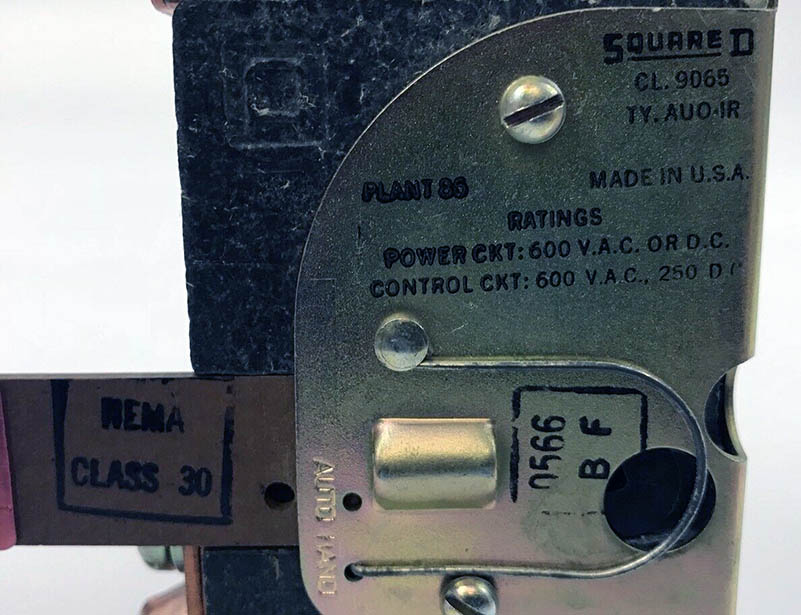 SQUARE D
CL. 9065
TY. AUO-1R
PLANT 86
MADE IN U.S.A.
RATINGS
POWER CKT: 600 V.A.C. OR D.C.
CONTROL CKT: 600 V.A.C., 250 D
NEMA
CLASS 30
AUTO HAND
0566
B F